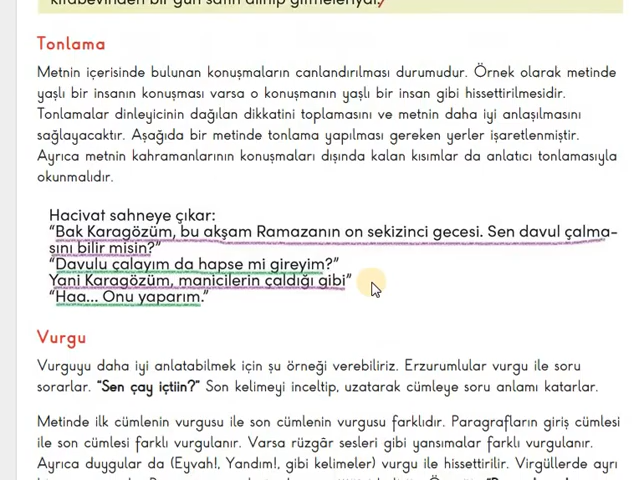 kitabevinden bir gün satın alınıp gitmeleriydi."
Tonlama
Metnin içerisinde bulunan konuşmaların canlandırılması durumudur. Örnek olarak metinde
yaşlı bir insanın konuşması varsa o konuşmanın yaşlı bir insan gibi hissettirilmesidir.
Tonlamalar dinleyicinin dağılan dikkatini toplamasını ve metnin daha iyi anlaşılmasını
sağlayacaktır. Aşağıda bir metinde tonlama yapılması gereken yerler işaretlenmiştir.
Ayrıca metnin kahramanlarının konuşmaları dışında kalan kısımlar da anlatıcı tonlamasıyla
okunmalıdır.
Hacivat sahneye çıkar:
“Bak Karagözüm, bu akşam Ramazanın on sekizinci gecesi. Sen davul çalma-
sını bilir misin?”
“Davulu çalayım da hapse mi gireyim?”
Yani Karagözüm, manicilerin çaldığı gibi”
“Haa... Onu yaparım.”
Vurgu
Vurguyu daha iyi anlatabilmek için şu örneği verebiliriz. Erzurumlular vurgu ile soru
sorarlar. “Sen çay içtiin?” Son kelimeyi inceltip, uzatarak cümleye soru anlamı katarlar.
Metinde ilk cümlenin vurgusu ile son cümlenin vurgusu farklıdır. Paragrafların giriş cümlesi
ile son cümlesi farklı vurgulanır. Varsa rüzgâr sesleri gibi yansımalar farklı vurgulanır.
Ayrıca duygular da (Eyvah!, Yandım!, gibi kelimeler) vurgu ile hissettirilir. Virgüllerde ayrı